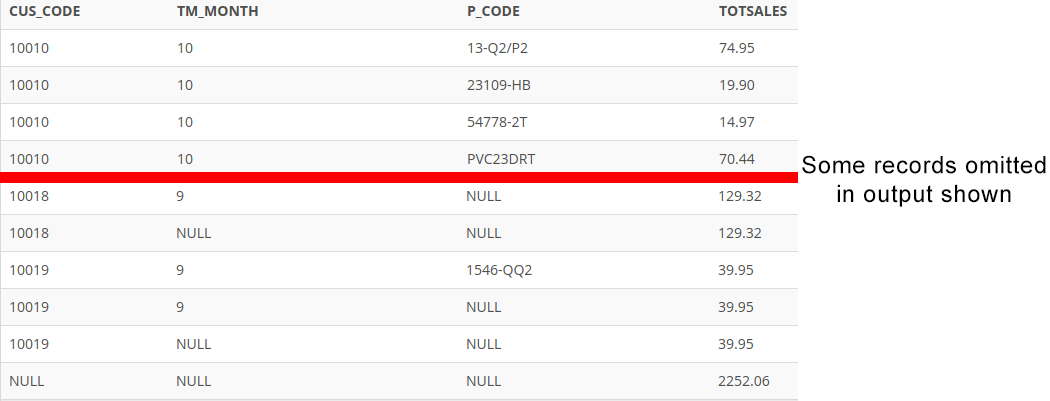 CUS_CODE TM_MONTH P_CODE TOTSALES
10010 10 13-Q2/P2 74.95
10010 10 23109-HB 19.90
10010 10 54778-2T 14.97
10010 10 PVC23DRT 70.44
Some records omitted
in output shown
10018 9 NULL 129.32
10018 NULL NULL 129.32
10019 9 1546-QQ2 39.95
10019 9 NULL 39.95
10019 NULL NULL 39.95
NULL NULL NULL 2252.06